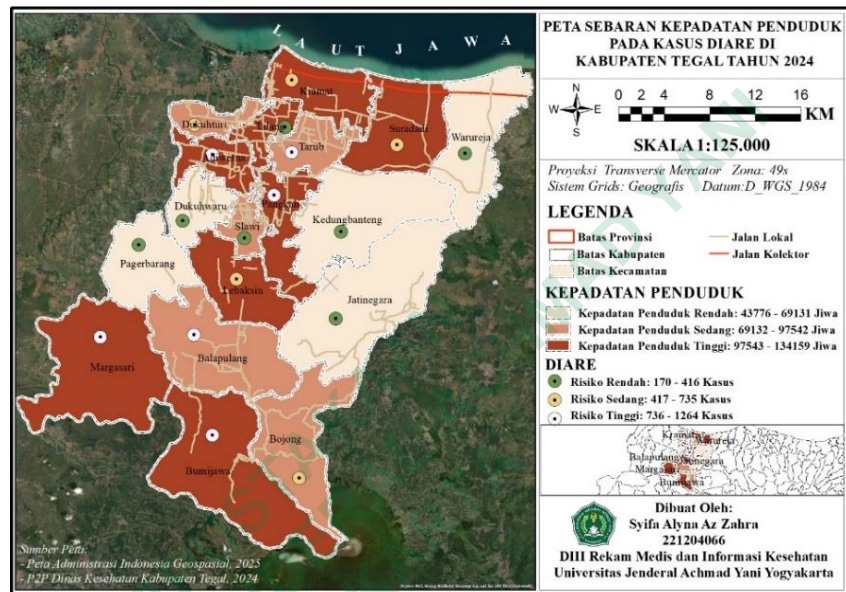 L A U T J A W A
Kramat
Dukuhturi
Talang
Suradadi
Warureja
Adiwerna
Tarub
Pangkah
Dukuhwaru
Kedungbanteng
Slawi
Pagerbarang
Lebaksiu
Jatinegara
Margasari
Balapulang
Bojong
Bumijawa
Sumber Peta:
- Peta Administrasi Indonesia Geospasial, 2025
- P2P Dinas Kesehatan Kabupaten Tegal, 2024
PETA SEBARAN KEPADATAN PENDUDUK
PADA KASUS DIARE DI
KABUPATEN TEGAL TAHUN 2024
N
W E
S
0 2 4 8 12 16
KM
SKALA 1:125.000
Proyeksi Transverse Mercator Zona: 49s
Sistem Grids: Geografis Datum:D_WGS_1984
LEGENDA
Batas Provinsi Jalan Lokal
Batas Kabupaten Jalan Kolektor
Batas Kecamatan
KEPADATAN PENDUDUK
Kepadatan Penduduk Rendah: 43776 - 69131 Jiwa
Kepadatan Penduduk Sedang: 69132 - 97542 Jiwa
Kepadatan Penduduk Tinggi: 97543 - 134159 Jiwa
DIARE
Risiko Rendah: 170 - 416 Kasus
Risiko Sedang: 417 - 735 Kasus
Risiko Tinggi: 736 - 1264 Kasus
Kramat
Warureja
Balapulang
Jatinegara
Margasari
Bumijawa
Dibuat Oleh:
Syifa Alyna Az Zahra
221204066
DIII Rekam Medis dan Informasi Kesehatan
Universitas Jenderal Achmad Yani Yogyakarta